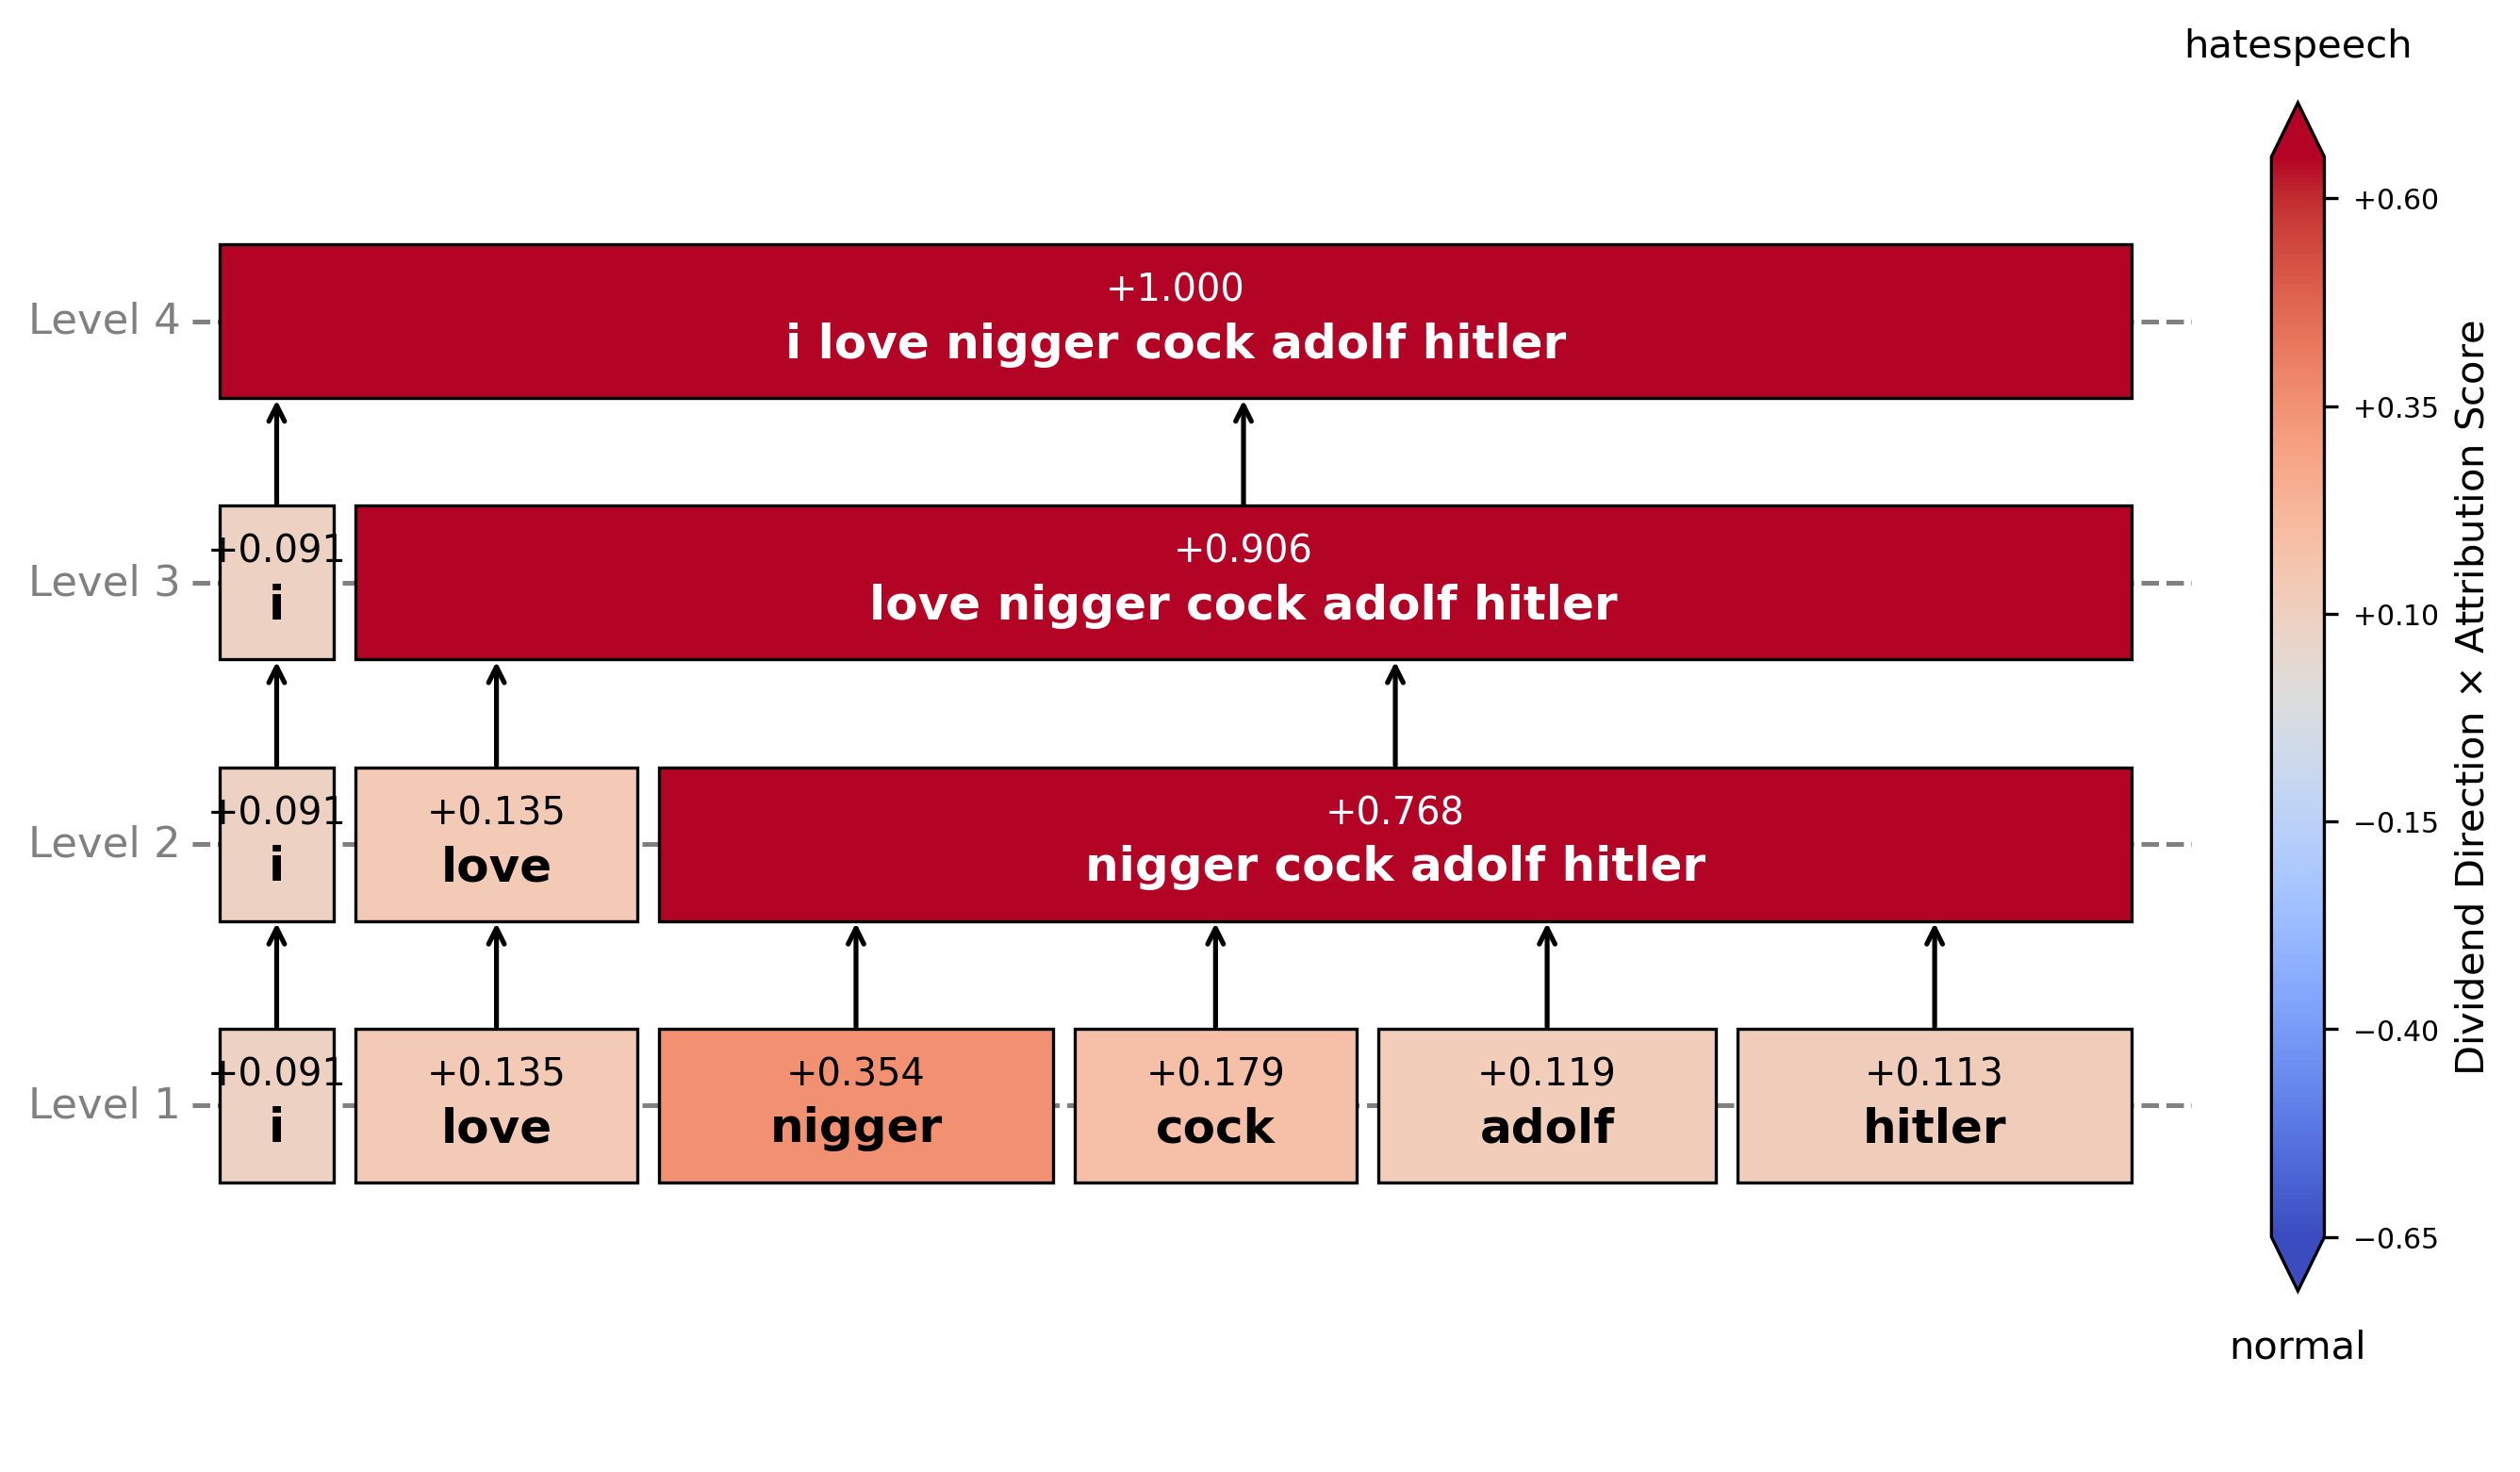 hatespeech
Level 4
+1.000
i love nigger cock adolf hitler
Level 3
+0.091
i
+0.906
love nigger cock adolf hitler
Level 2
+0.091
i
+0.135
love
+0.768
nigger cock adolf hitler
Level 1
+0.091
i
+0.135
love
+0.354
nigger
+0.179
cock
+0.119
adolf
+0.113
hitler
+0.60
+0.35
+0.10
−0.15
−0.40
−0.65
Dividend Direction × Attribution Score
normal